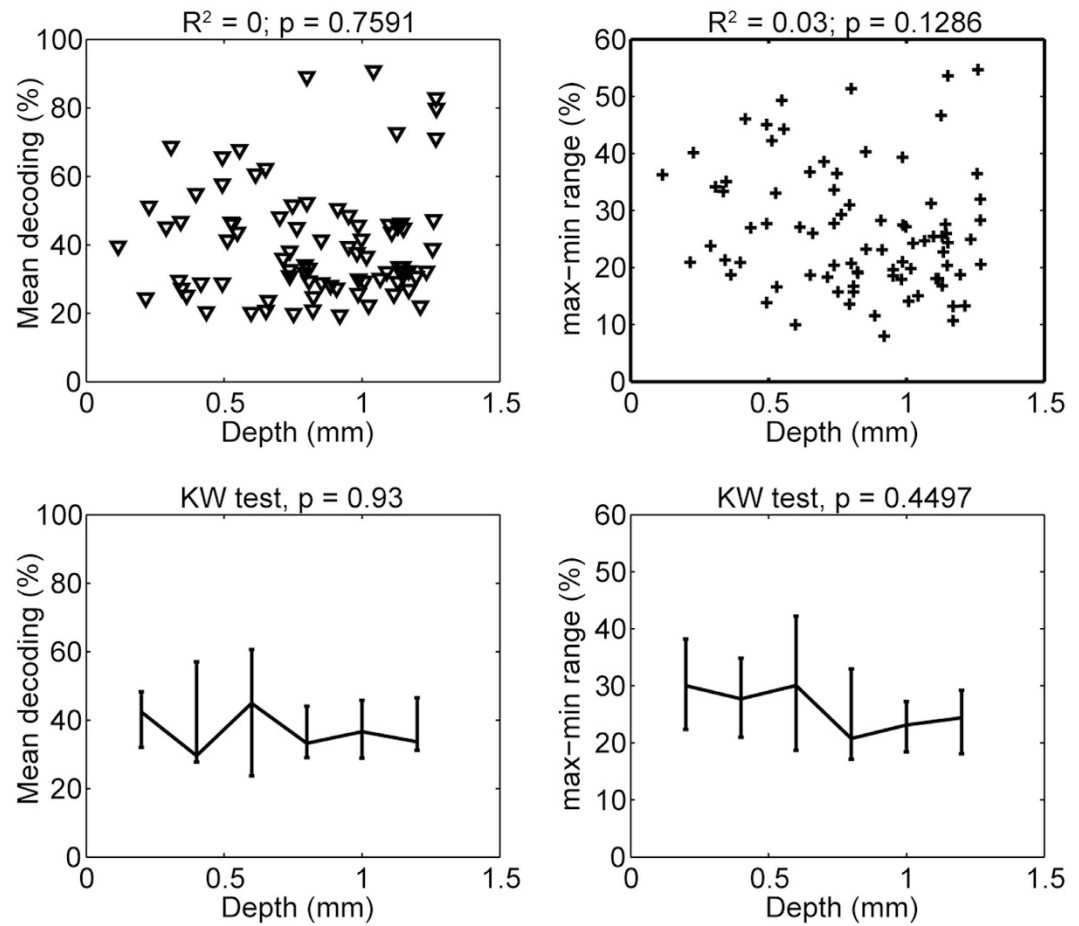 R² = 0; p = 0.7591
Mean decoding (%)
100
80
60
40
20
0
0 0.5 1 1.5
Depth (mm)
R² = 0.03; p = 0.1286
max−min range (%)
60
50
40
30
20
10
0
0 0.5 1 1.5
Depth (mm)
KW test, p = 0.93
Mean decoding (%)
100
80
60
40
20
0
0 0.5 1 1.5
Depth (mm)
KW test, p = 0.4497
max−min range (%)
60
50
40
30
20
10
0
0 0.5 1 1.5
Depth (mm)